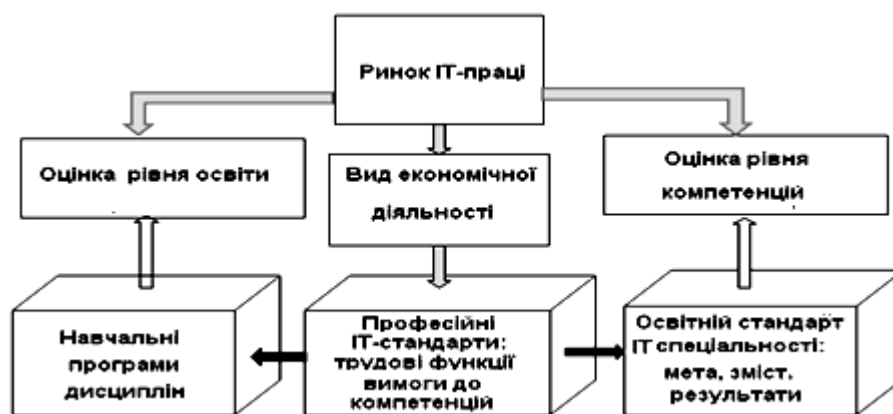 Ринок ІТ-праці
Оцінка рівня освіти
Вид економічної
діяльності
Оцінка рівня
компетенцій
Навчальні
програми
дисциплін
Професійні
ІТ-стандарти:
трудові функції
вимоги до
компетенцій
Освітній стандарт
ІТ спеціальності:
мета, зміст,
результати